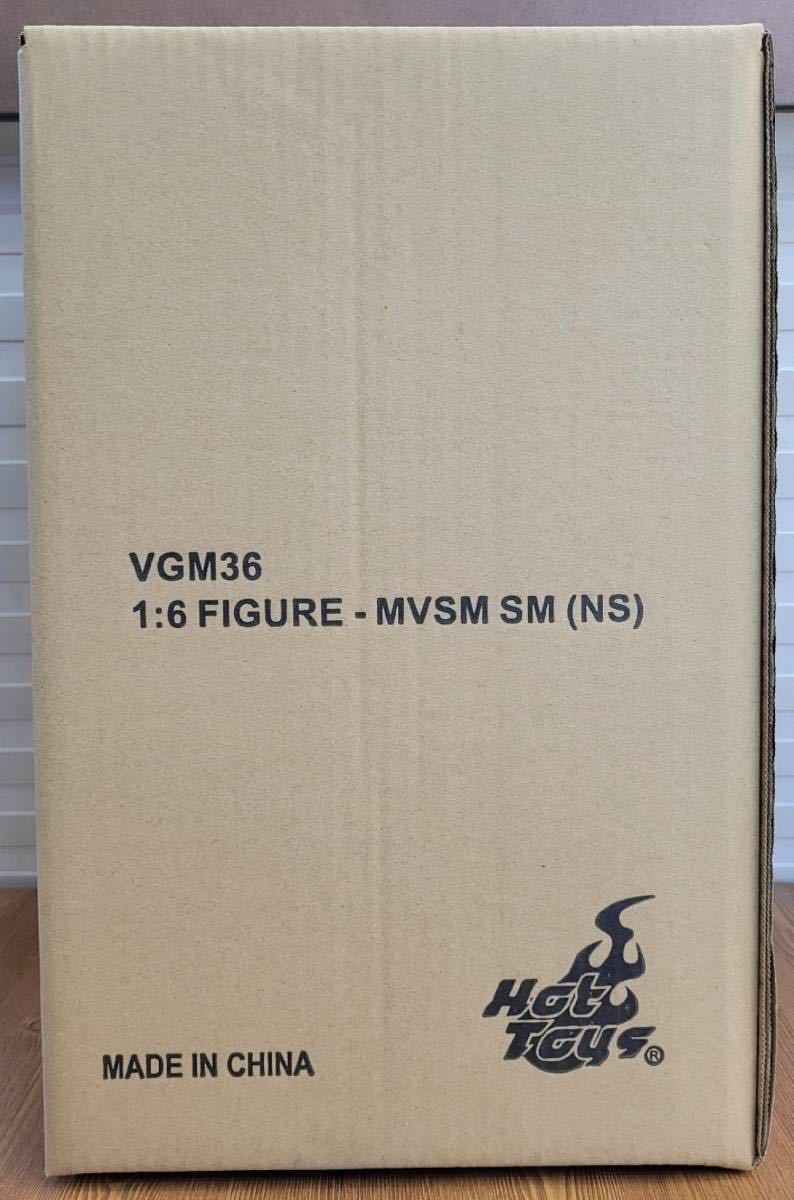 VGM36
1:6 FIGURE - MVSM SM (NS)
Hot
Toys®
MADE IN CHINA